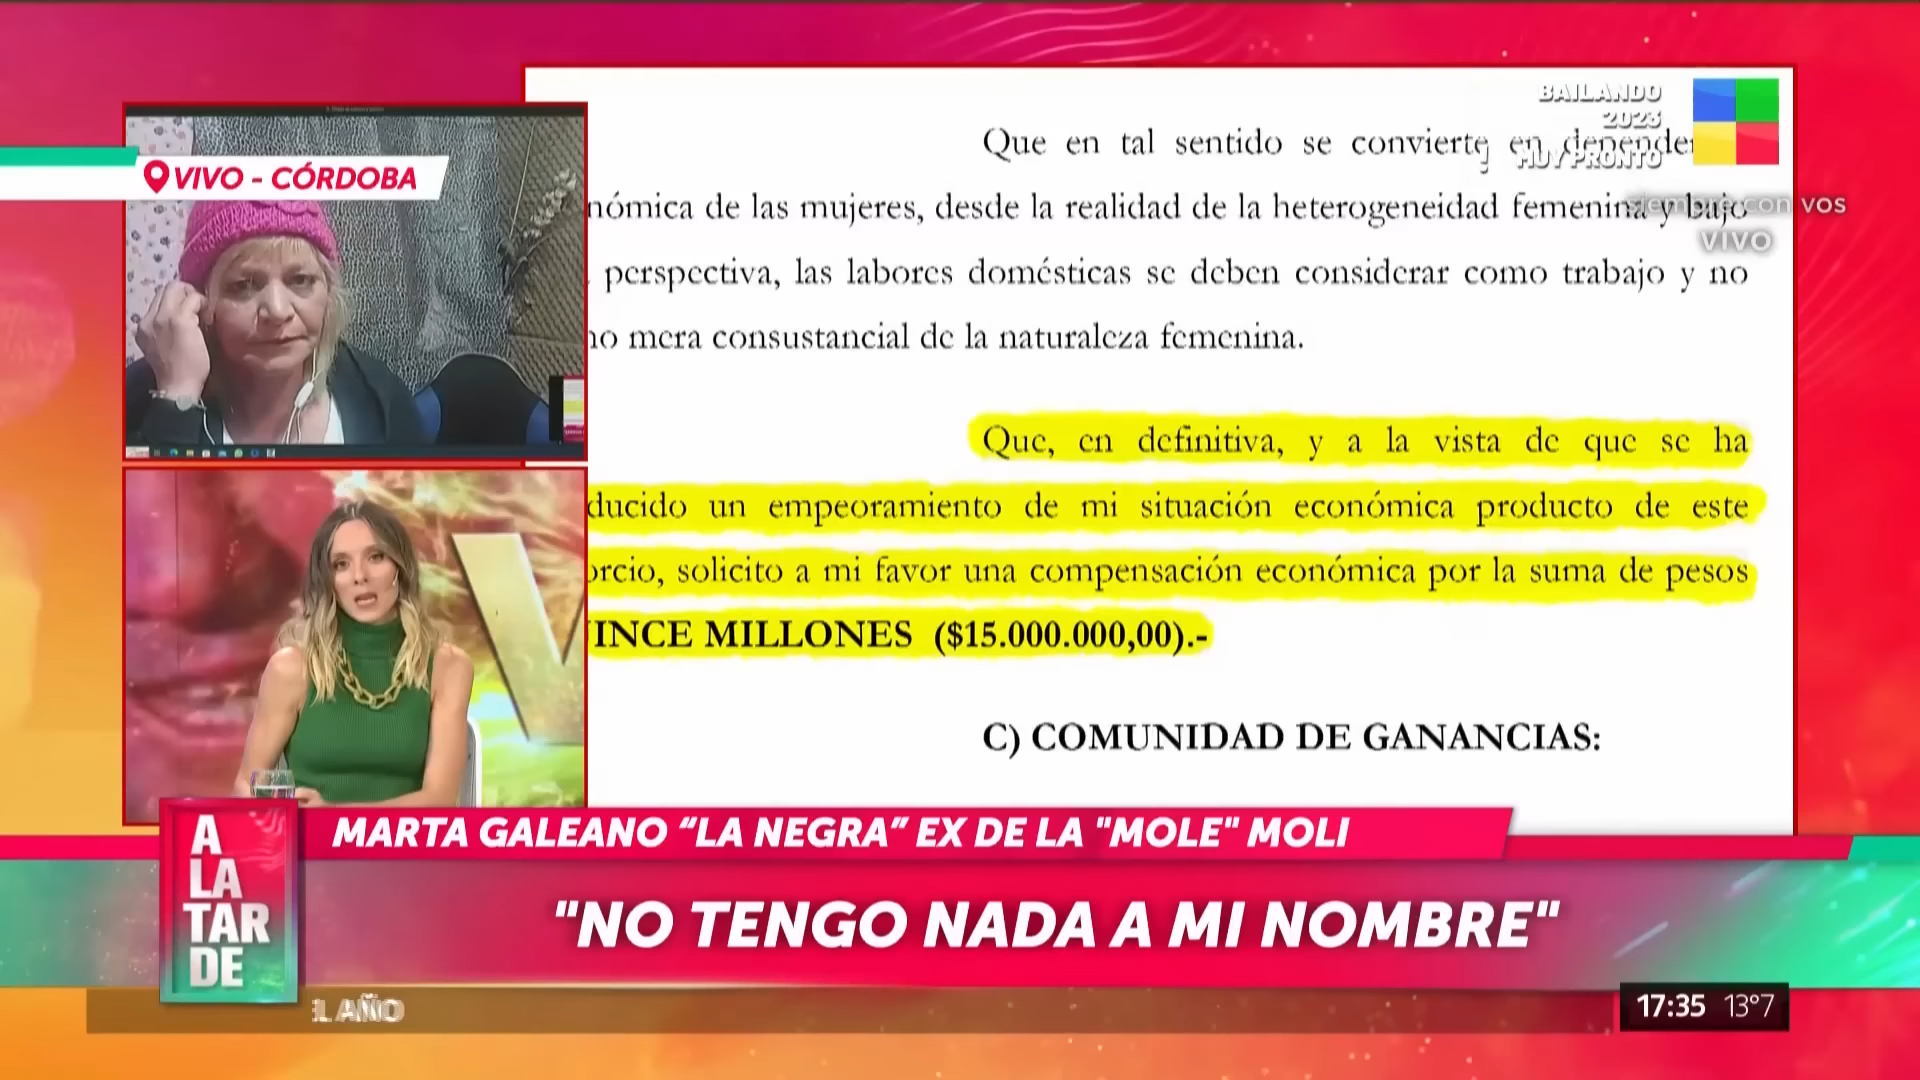 BAILANDO
2023
MUY PRONTO
siempre con vos
VIVO
VIVO - CÓRDOBA
Que en tal sentido se convierte en
nómica de las mujeres, desde la realidad de la heterogeneidad femenina y bajo
perspectiva, las labores domésticas se deben considerar como trabajo y no
mo mera consustancial de la naturaleza femenina.
Que, en definitiva, y a la vista de que se ha
ducido un empeoramiento de mi situación económica producto de este
orcio, solicito a mi favor una compensación económica por la suma de pesos
INCE MILLONES ($15.000.000,00).-
C) COMUNIDAD DE GANANCIAS:
MARTA GALEANO “LA NEGRA” EX DE LA "MOLE" MOLI
"NO TENGO NADA A MI NOMBRE"
A
LA
TAR
DE
L AÑO
17:35 13°7